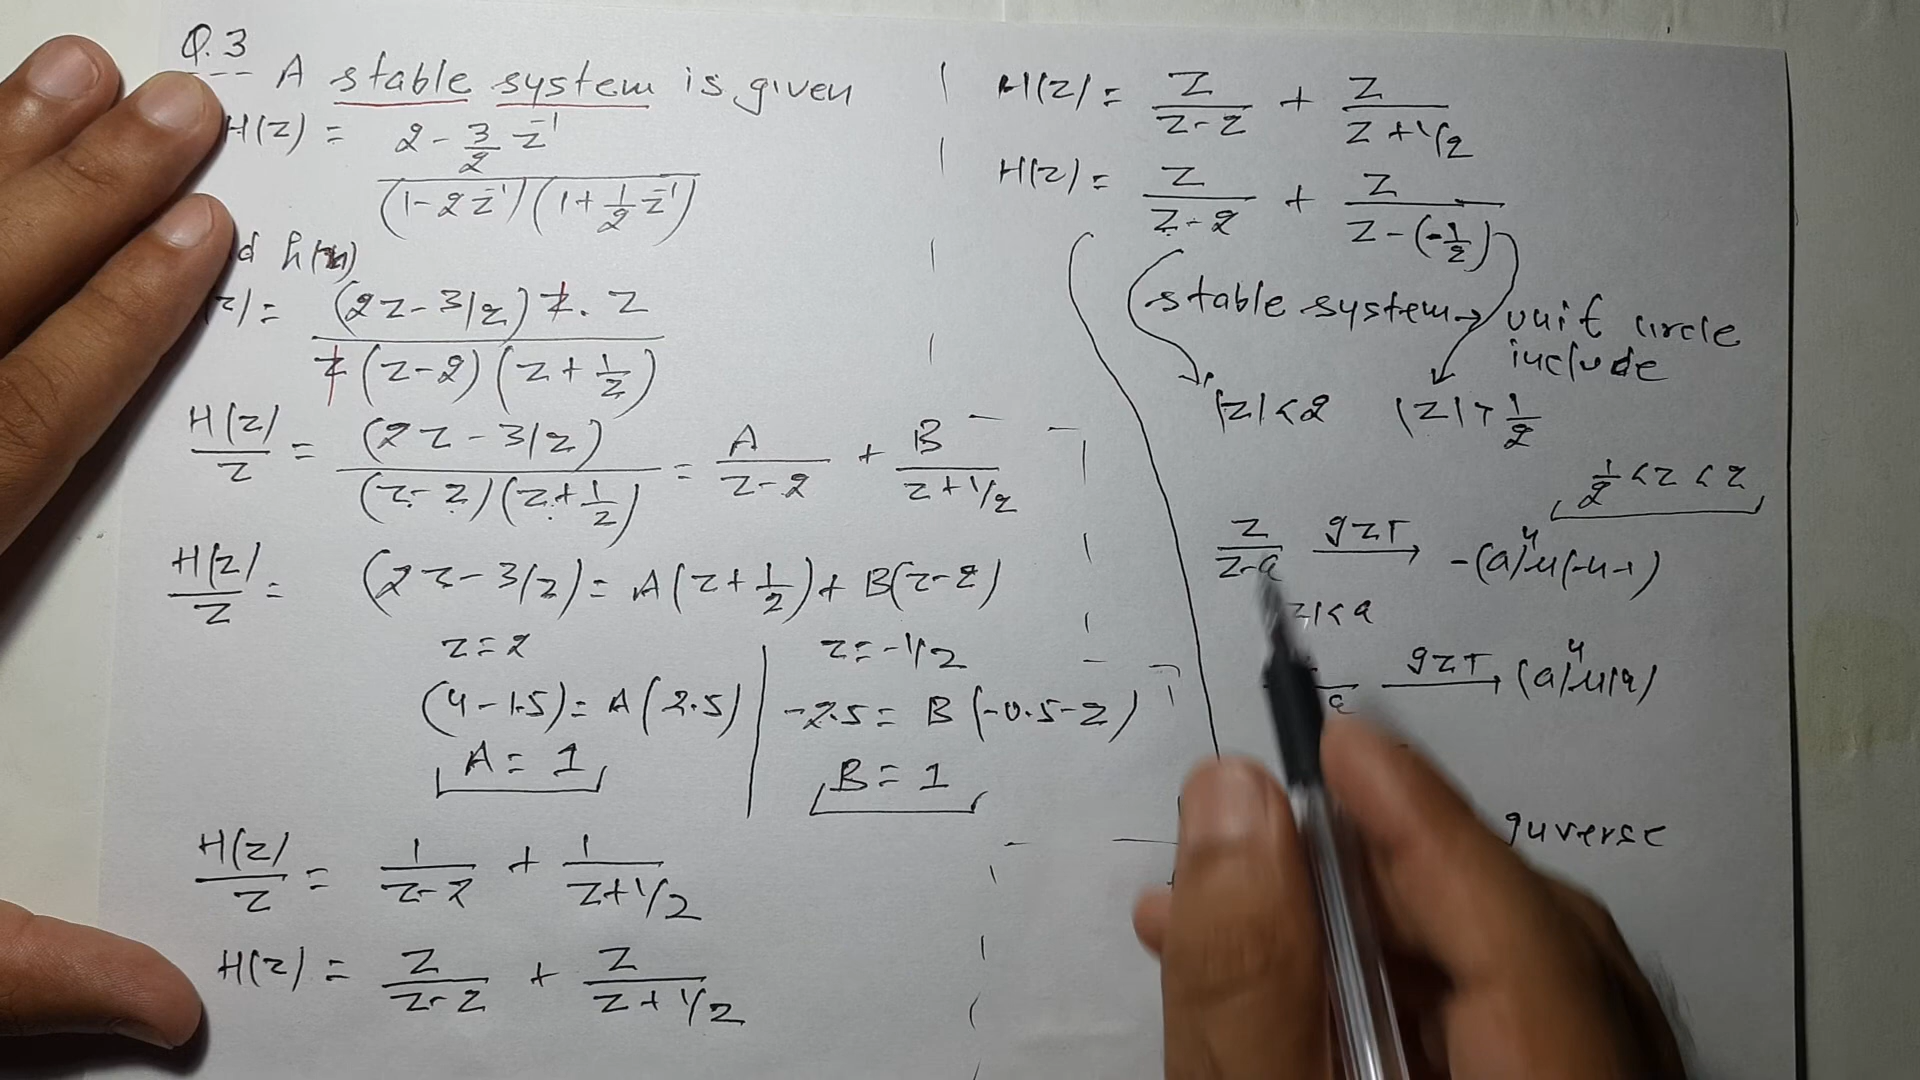 Q.3
A stable system is given
H(z) = 2 - 3/2 z^-1 / (1-2z^-1)(1+1/2 z^-1)
d h(n)
z) = (2z-3/2) z . z / z (z-2)(z+1/2)
H(z)/z = (2z-3/2) / (z-2)(z+1/2) = A/z-2 + B/z+1/2
H(z)/z = (2z-3/2) = A(z+1/2) + B(z-2)
z=2
(4-1.5) = A(2.5)
A = 1
z=-1/2
-2.5 = B(-0.5-2)
B = 1
H(z)/z = 1/z-2 + 1/z+1/2
H(z) = z/z-2 + z/z+1/2
H(z) = z/z-2 + z/z+1/2
H(z) = z/z-2 + z/z-(-1/2)
stable system → unit circle
include
|z|<2 |z|>1/2
1/2 <z<2
z/z-a IZT → -(a)^n u(-n-1)
z|<a
a IZT → (a)^n u(n)
Inverse